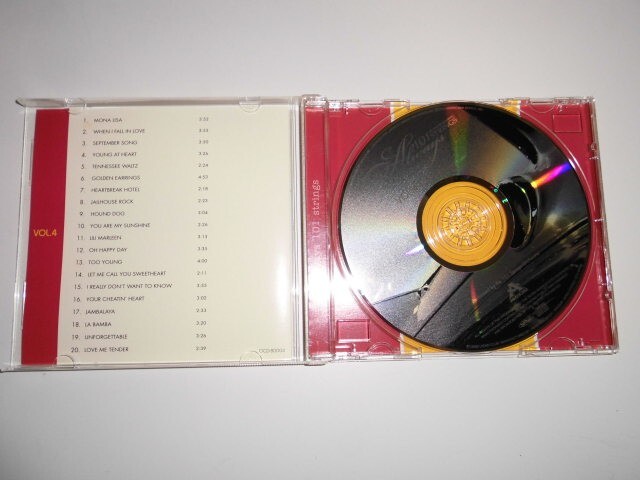 VOL.4
1. MONA LISA 3:52
2. WHEN I FALL IN LOVE 3:33
3. SEPTEMBER SONG 3:30
4. YOUNG AT HEART 3:25
5. TENNESSEE WALTZ 2:24
6. GOLDEN EARRINGS 4:53
7. HEARTBREAK HOTEL 2:18
8. JAILHOUSE ROCK 2:23
9. HOUND DOG 3:04
10. YOU ARE MY SUNSHINE 3:26
11. LILI MARLEEN 3:13
12. OH HAPPY DAY 3:35
13. TOO YOUNG 4:00
14. LET ME CALL YOU SWEETHEART 2:11
15. I REALLY DON'T WANT TO KNOW 3:35
16. YOUR CHEATIN' HEART 3:02
17. JAMBALAYA 2:33
18. LA BAMBA 3:20
19. UNFORGETTABLE 3:26
20. LOVE ME TENDER 2:39
101 strings